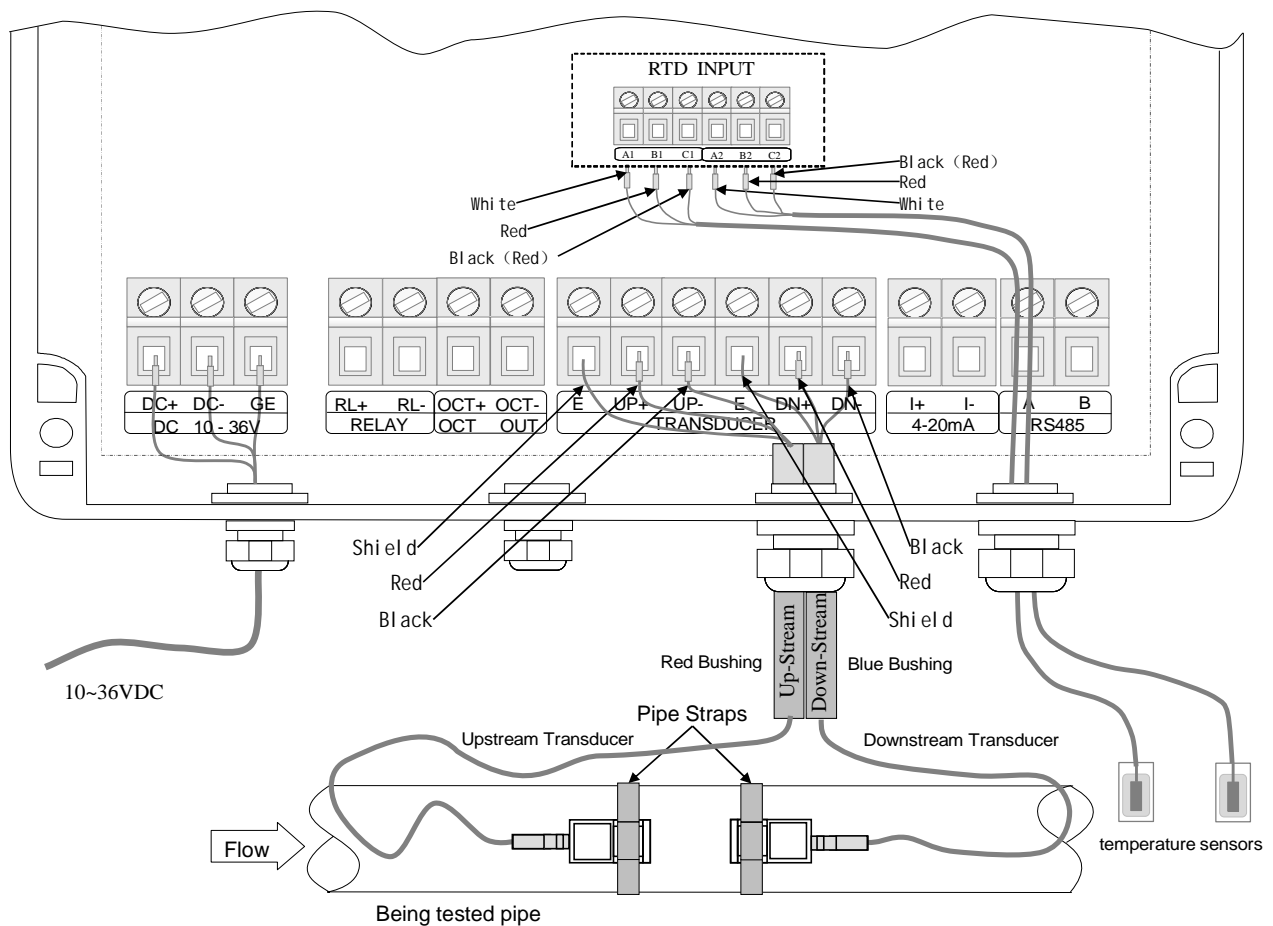 RTD INPUT
A1 B1 C1 A2 B2 C2
Black (Red)
Red
White
White
Red
Black (Red)
DC+ DC- GE
DC 10 - 36V
RL+ RL-
RELAY
OCT+ OCT-
OCT OUT
E UP+ UP- E DN+ DN-
TRANSDUCER
I+ I-
4-20mA
A B
RS485
Shield
Red
Black
Black
Red
Shield
10~36VDC
Red Bushing
Up-Stream
Down-Stream
Blue Bushing
Pipe Straps
Upstream Transducer
Downstream Transducer
Flow
temperature sensors
Being tested pipe